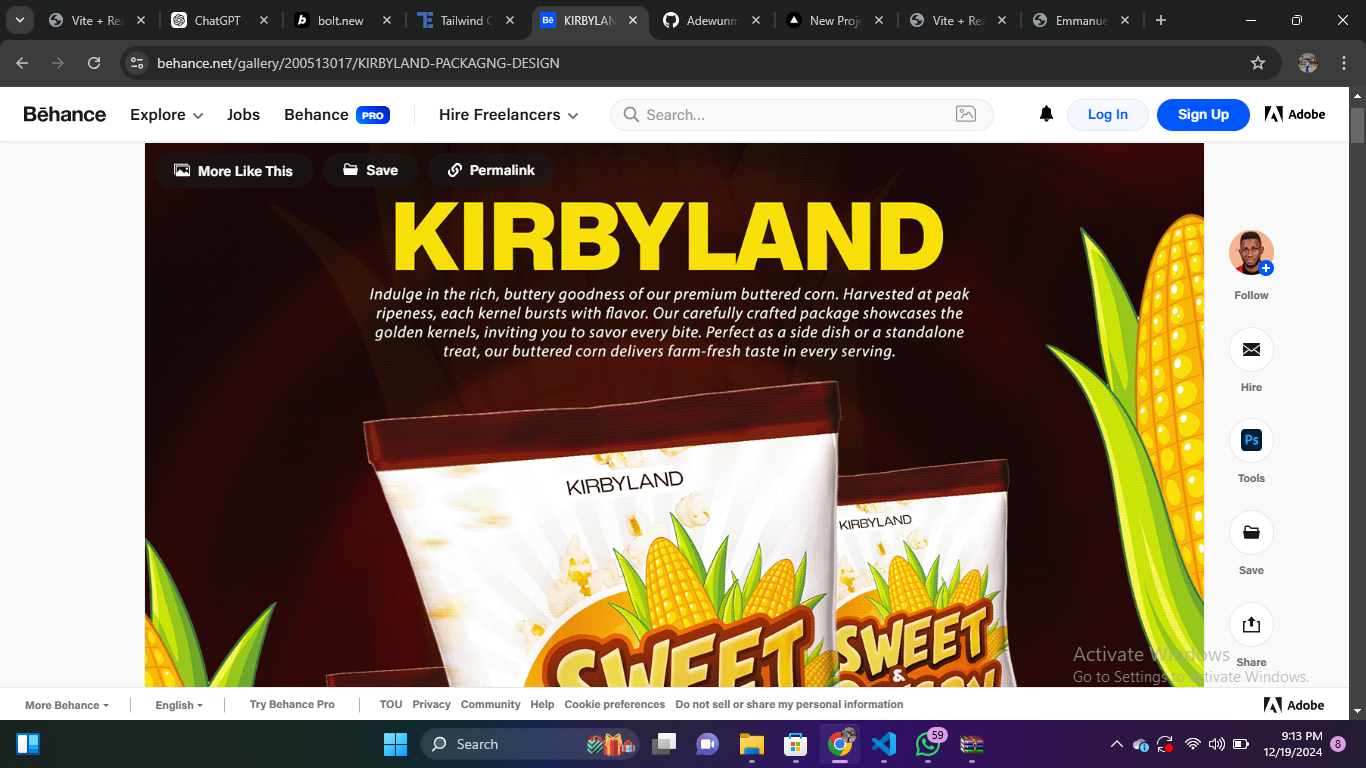 Vite + Rea
ChatGPT
bolt.new
Tailwind C
KIRBYLAN
Adewunm
New Proje
Vite + Rea
Emmanue
behance.net/gallery/200513017/KIRBYLAND-PACKAGNG-DESIGN
Bēhance
Explore
Jobs
Behance PRO
Hire Freelancers
Search...
Log In
Sign Up
Adobe
More Like This
Save
Permalink
KIRBYLAND
Indulge in the rich, buttery goodness of our premium buttered corn. Harvested at peak
ripeness, each kernel bursts with flavor. Our carefully crafted package showcases the
golden kernels, inviting you to savor every bite. Perfect as a side dish or a standalone
treat, our buttered corn delivers farm-fresh taste in every serving.
KIRBYLAND
SWEET
KIRBYLAND
SWEET
&
Follow
Hire
Ps
Tools
Save
Share
Activate Windows
Go to Settings to activate Windows.
More Behance
English
Try Behance Pro
TOU
Privacy
Community
Help
Cookie preferences
Do not sell or share my personal information
Adobe
Search
59
9:13 PM
12/19/2024
8